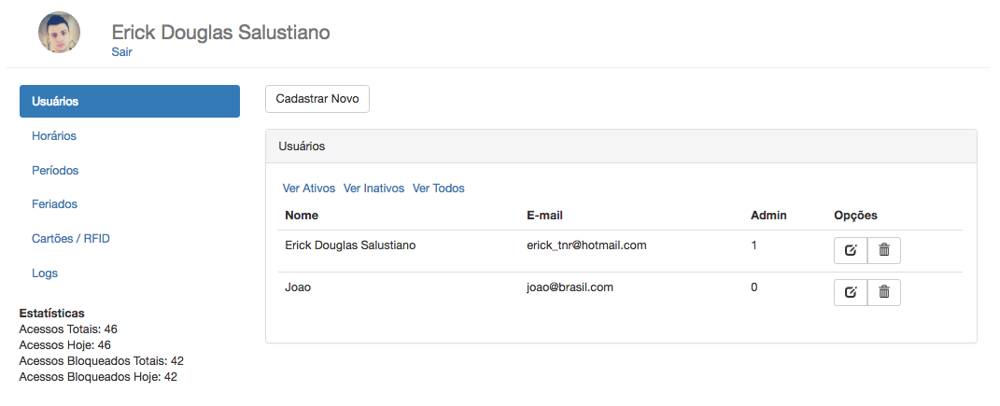 Erick Douglas Salustiano
Sair
Usuários
Horários
Períodos
Feriados
Cartões / RFID
Logs
Estatísticas
Acessos Totais: 46
Acessos Hoje: 46
Acessos Bloqueados Totais: 42
Acessos Bloqueados Hoje: 42
Cadastrar Novo
Usuários
Ver Ativos Ver Inativos Ver Todos
Nome E-mail Admin Opções
Erick Douglas Salustiano erick_tnr@hotmail.com 1
Joao joao@brasil.com 0